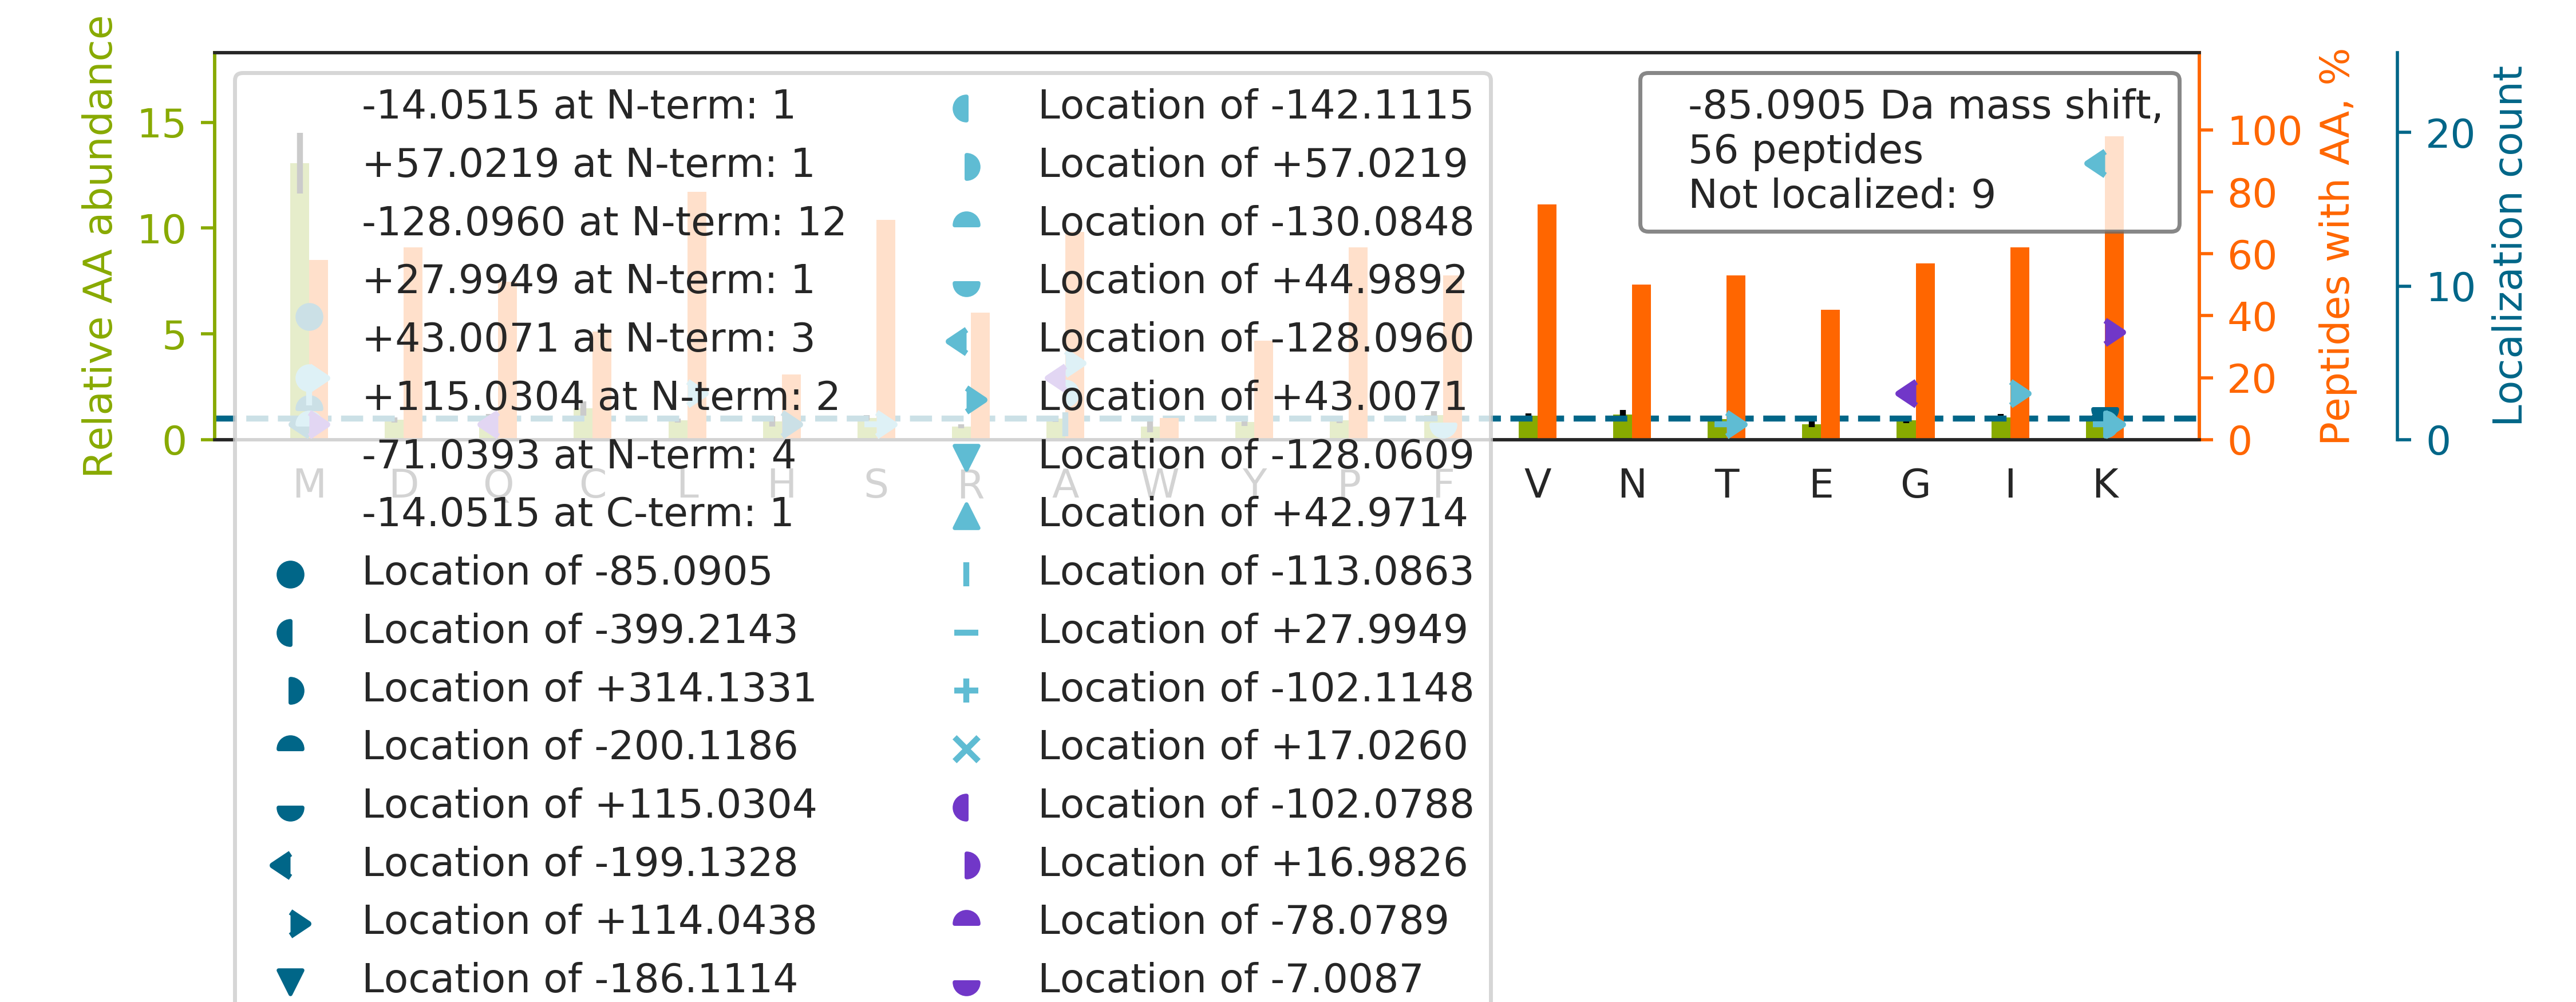 Relative AA abundance
15
10
5
0
-14.0515 at N-term: 1
+57.0219 at N-term: 1
-128.0960 at N-term: 12
+27.9949 at N-term: 1
+43.0071 at N-term: 3
+115.0304 at N-term: 2
-71.0393 at N-term: 4
-14.0515 at C-term: 1
Location of -85.0905
Location of -399.2143
Location of +314.1331
Location of -200.1186
Location of +115.0304
Location of -199.1328
Location of +114.0438
Location of -186.1114
Location of -142.1115
Location of +57.0219
Location of -130.0848
Location of +44.9892
Location of -128.0960
Location of +43.0071
Location of -128.0609
Location of +42.9714
Location of -113.0863
Location of +27.9949
Location of -102.1148
Location of +17.0260
Location of -102.0788
Location of +16.9826
Location of -78.0789
Location of -7.0087
-85.0905 Da mass shift,
56 peptides
Not localized: 9
M D Q C L H S R A W Y P F V N T E G I K
100
80
60
40
20
0
Peptides with AA, %
20
10
0
Localization count